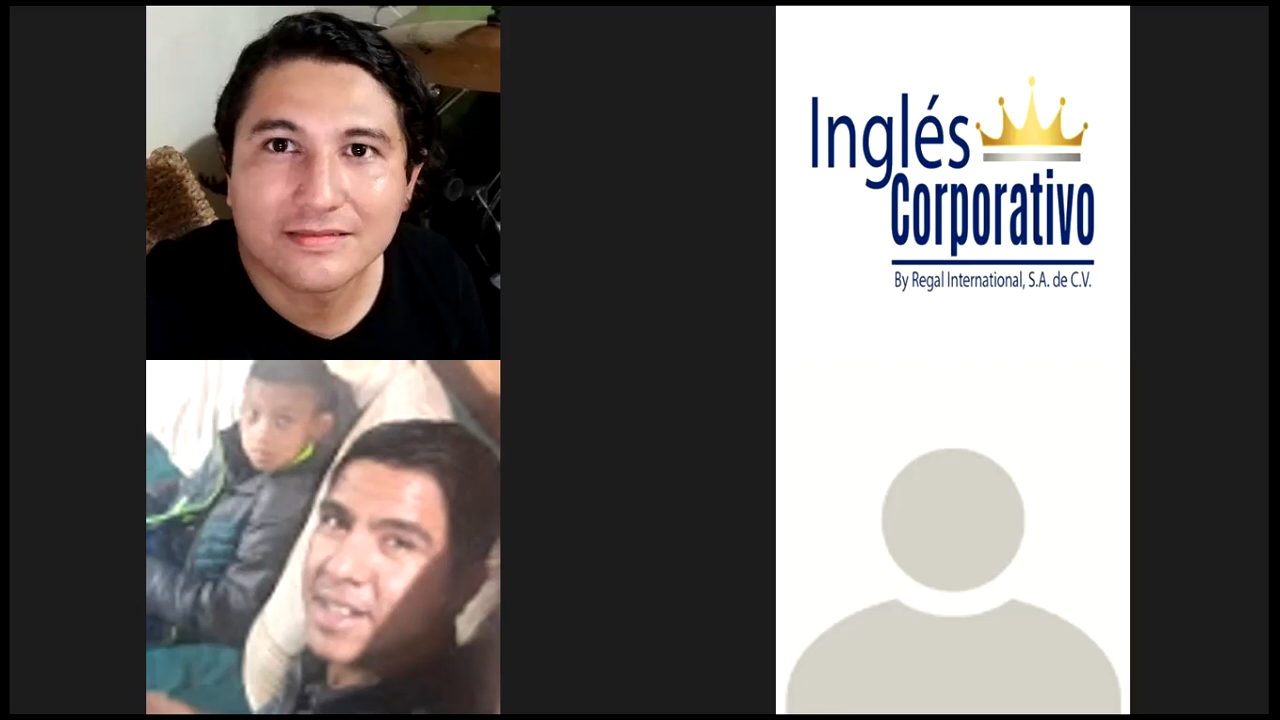 Inglés
Corporativo
By Regal International, S.A. de C.V.